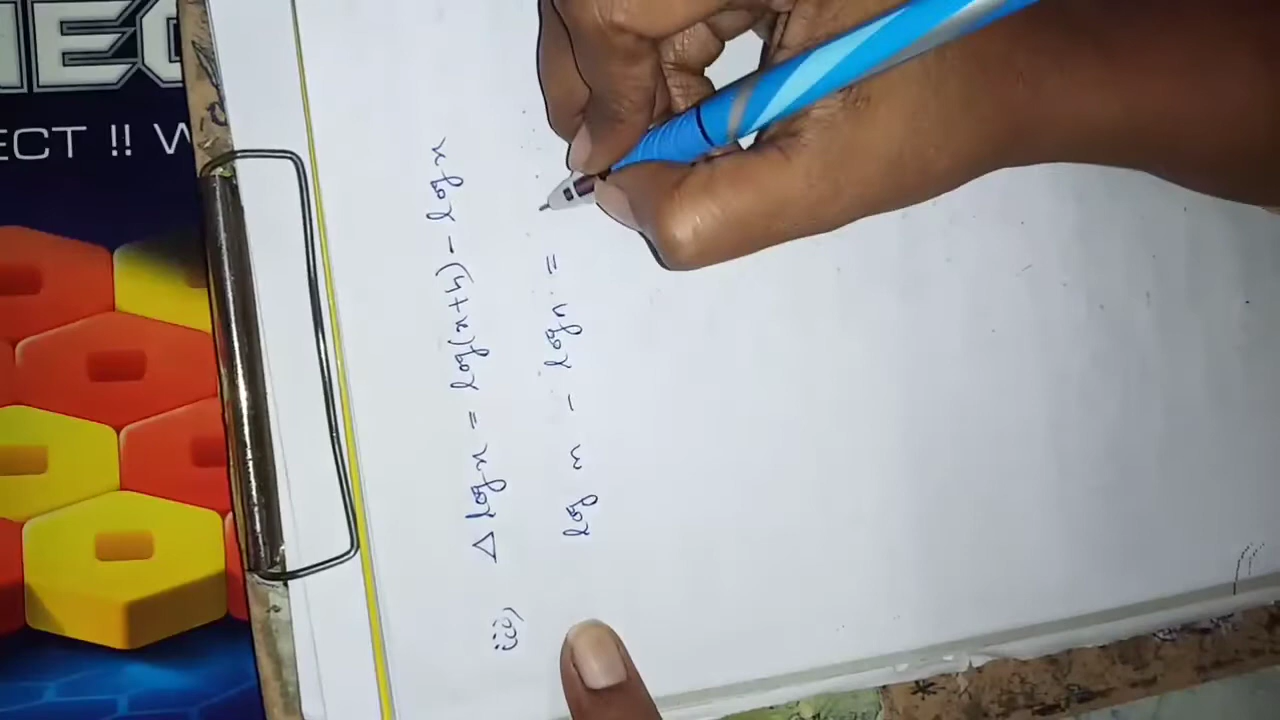 ECT !! W
(iii) Δ log x = log(x+h) - log x
log m - log n =